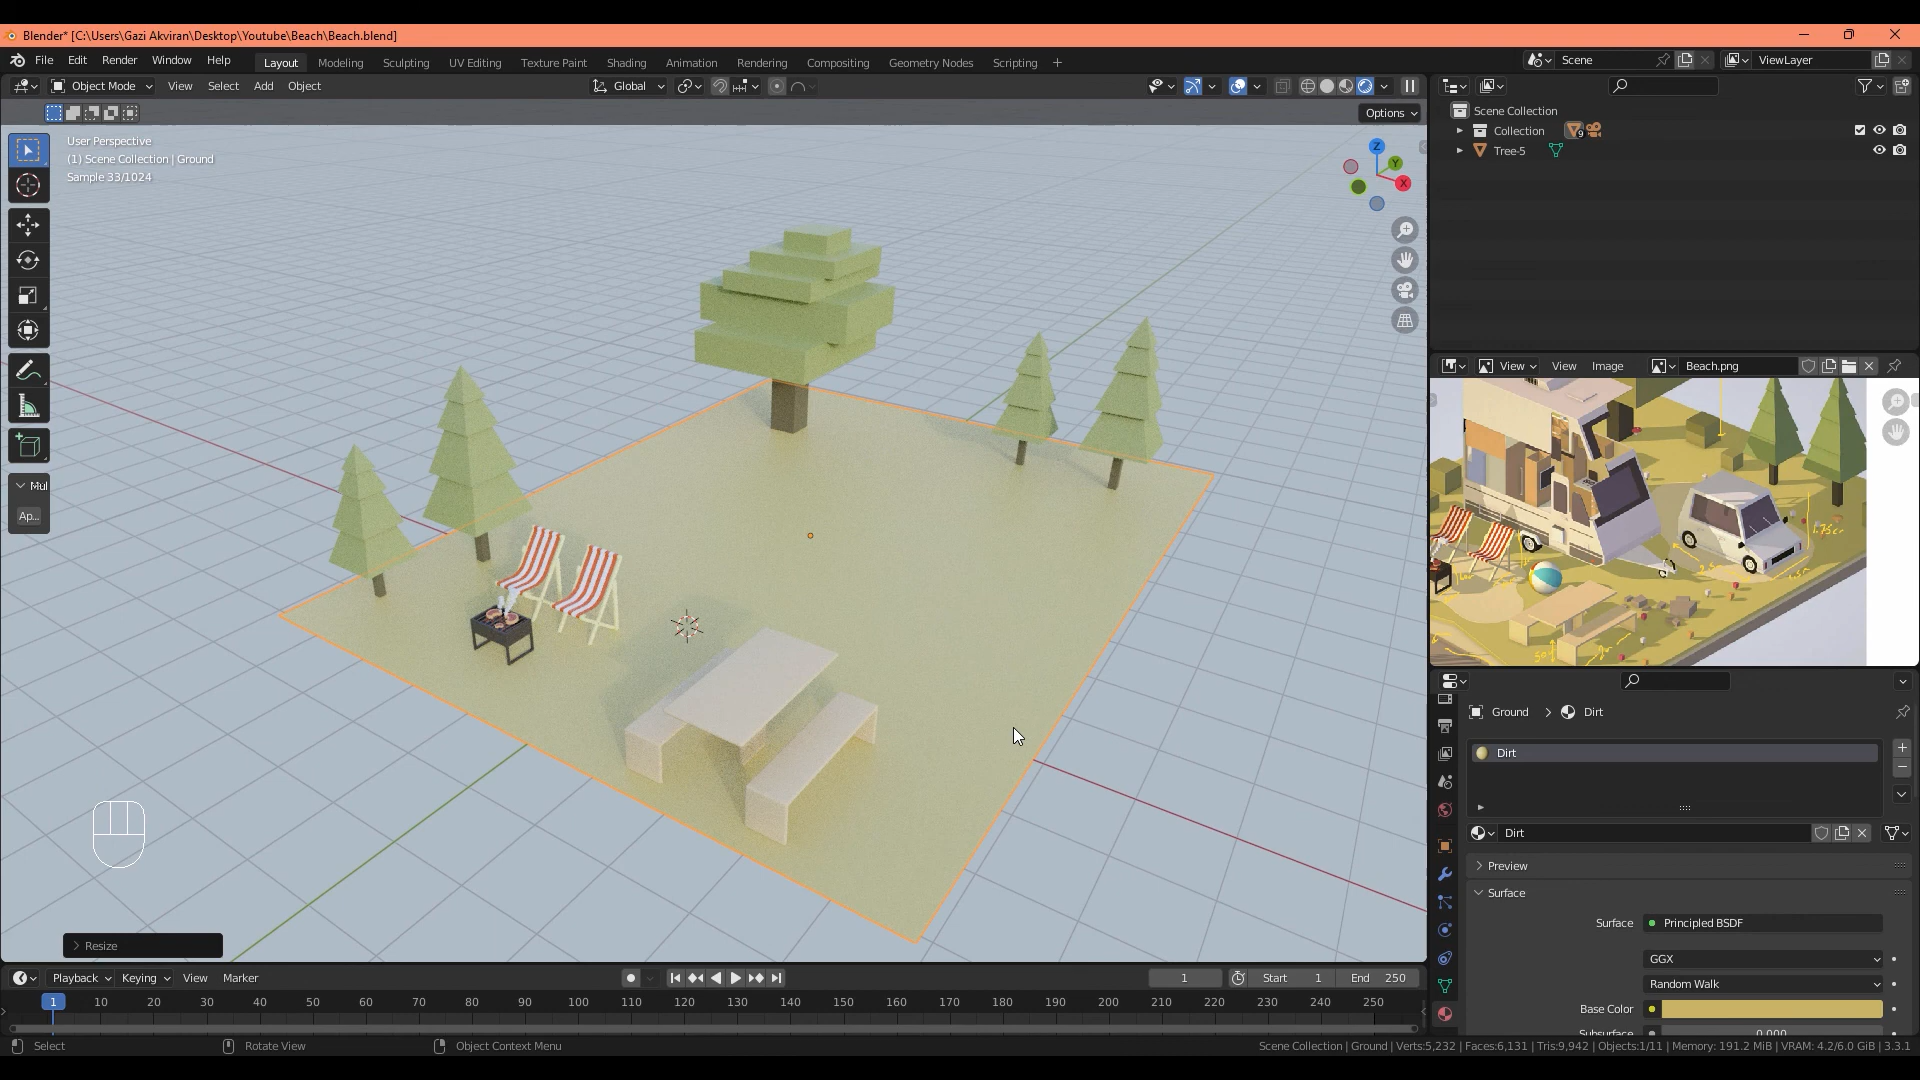 Blender* [C:\Users\Gazi Akviran\Desktop\Youtube\Beach\Beach.blend]
File Edit Render Window Help Layout Modeling Sculpting UV Editing Texture Paint Shading Animation Rendering Compositing Geometry Nodes Scripting + Scene ViewLayer
Object Mode View Select Add Object Global
Options
User Perspective
(1) Scene Collection | Ground
Sample 33/1024
Z
Y
X
Mul
Ap...
Resize
Scene Collection
Collection 9
Tree-5
View View Image Beach.png
Ground > Dirt
Dirt
Dirt
Preview
Surface
Surface Principled BSDF
GGX
Random Walk
Base Color
Subsurface 0.000
Playback Keying View Marker 1 Start 1 End 250
1 10 20 30 40 50 60 70 80 90 100 110 120 130 140 150 160 170 180 190 200 210 220 230 240 250
Select Rotate View Object Context Menu Scene Collection | Ground | Verts:5,232 | Faces:6,131 | Tris:9,942 | Objects:1/11 | Memory: 191.2 MiB | VRAM: 4.2/6.0 GiB | 3.3.1